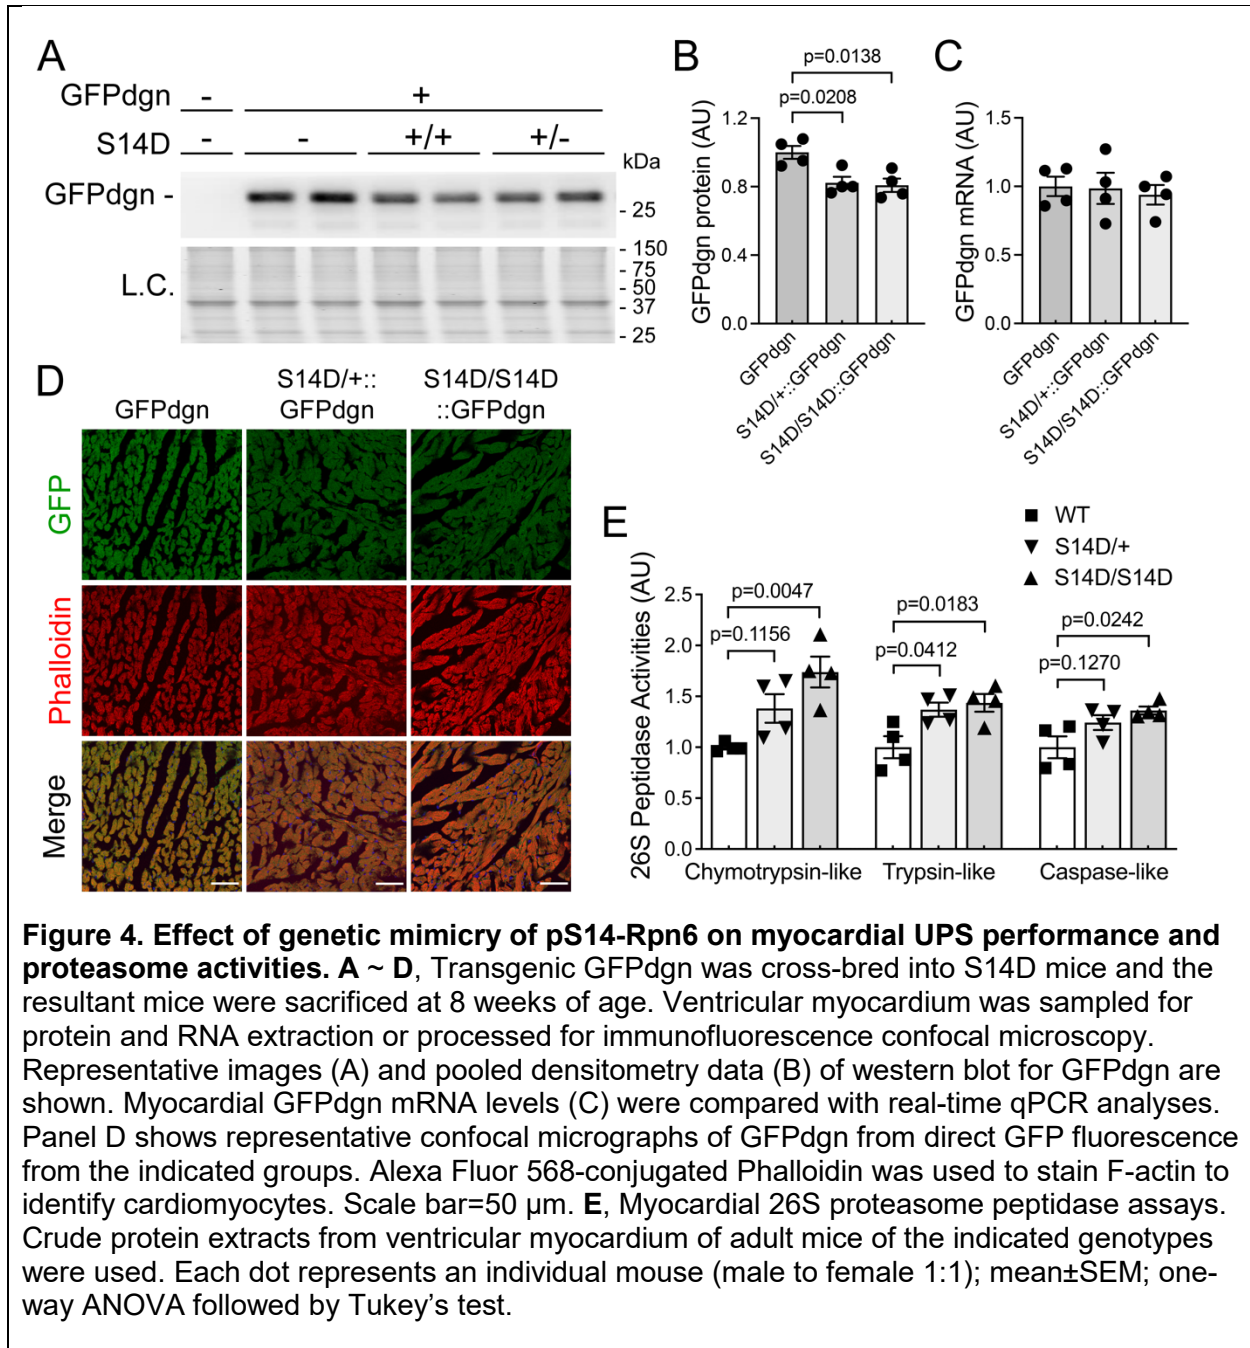 A
GFPdgn - +
S14D - - +/+ +/-
kDa
GFPdgn -
- 25
L.C.
- 150
- 75
- 50
- 37
- 25
B
GFPdgn protein (AU)
p=0.0138
p=0.0208
1.2
0.8
0.4
0.0
GFPdgn
S14D/+::GFPdgn
S14D/S14D::GFPdgn
C
GFPdgn mRNA (AU)
1.5
1.0
0.5
0.0
GFPdgn
S14D/+::GFPdgn
S14D/S14D::GFPdgn
D
GFPdgn
S14D/+::
GFPdgn
S14D/S14D
::GFPdgn
GFP
Phalloidin
Merge
E
WT
S14D/+
S14D/S14D
26S Peptidase Activities (AU)
2.5
2.0
1.5
1.0
0.5
0.0
p=0.0047
p=0.1156
p=0.0183
p=0.0412
p=0.0242
p=0.1270
Chymotrypsin-like
Trypsin-like
Caspase-like
Figure 4. Effect of genetic mimicry of pS14-Rpn6 on myocardial UPS performance and
proteasome activities. A ~ D, Transgenic GFPdgn was cross-bred into S14D mice and the
resultant mice were sacrificed at 8 weeks of age. Ventricular myocardium was sampled for
protein and RNA extraction or processed for immunofluorescence confocal microscopy.
Representative images (A) and pooled densitometry data (B) of western blot for GFPdgn are
shown. Myocardial GFPdgn mRNA levels (C) were compared with real-time qPCR analyses.
Panel D shows representative confocal micrographs of GFPdgn from direct GFP fluorescence
from the indicated groups. Alexa Fluor 568-conjugated Phalloidin was used to stain F-actin to
identify cardiomyocytes. Scale bar=50 µm. E, Myocardial 26S proteasome peptidase assays.
Crude protein extracts from ventricular myocardium of adult mice of the indicated genotypes
were used. Each dot represents an individual mouse (male to female 1:1); mean±SEM; one-
way ANOVA followed by Tukey's test.